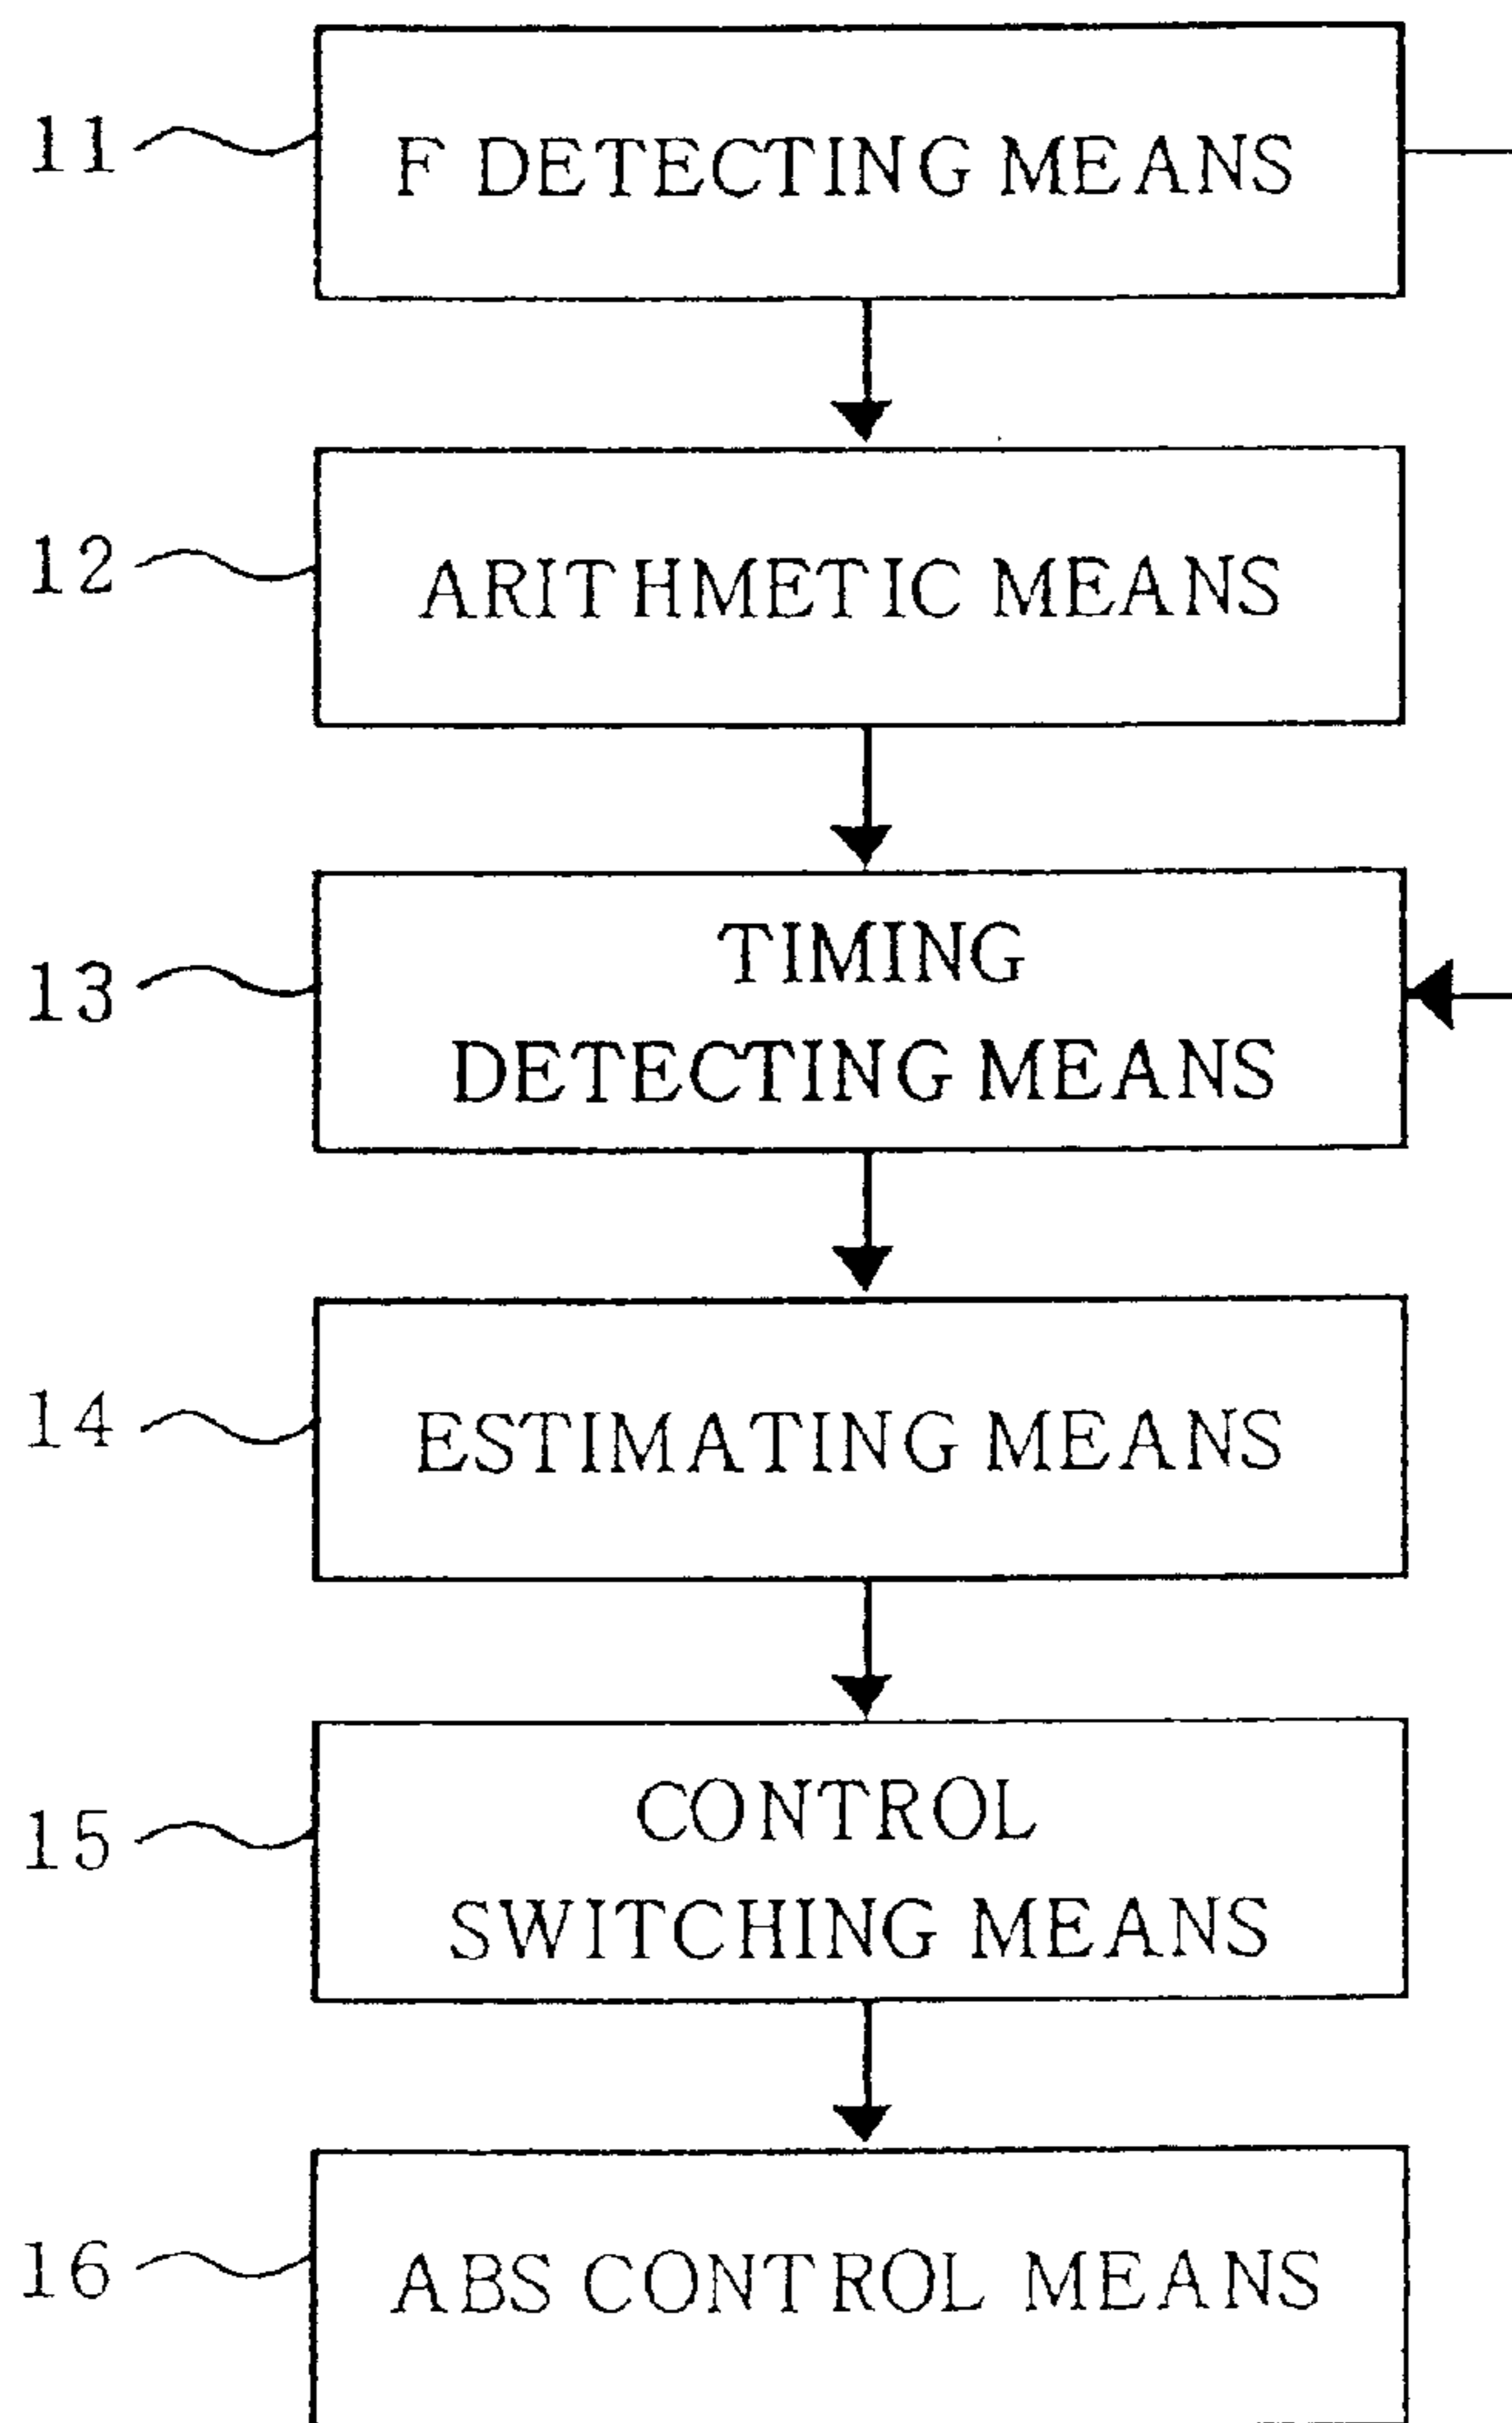 11 F DETECTING MEANS
12 ARITHMETIC MEANS
TIMING
13 DETECTING MEANS
14 ESTIMATING MEANS
CONTROL
15 SWITCHING MEANS
16 ABS CONTROL MEANS